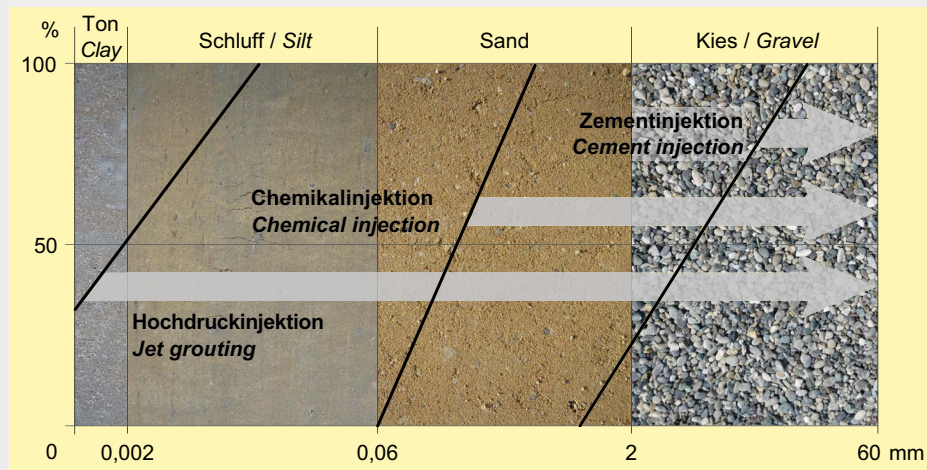 %
Ton
Clay
Schluff / Silt
Sand
Kies / Gravel
100
Zementinjektion
Cement injection
Chemikalinjektion
Chemical injection
50
Hochdruckinjektion
Jet grouting
0
0,002
0,06
2
60 mm